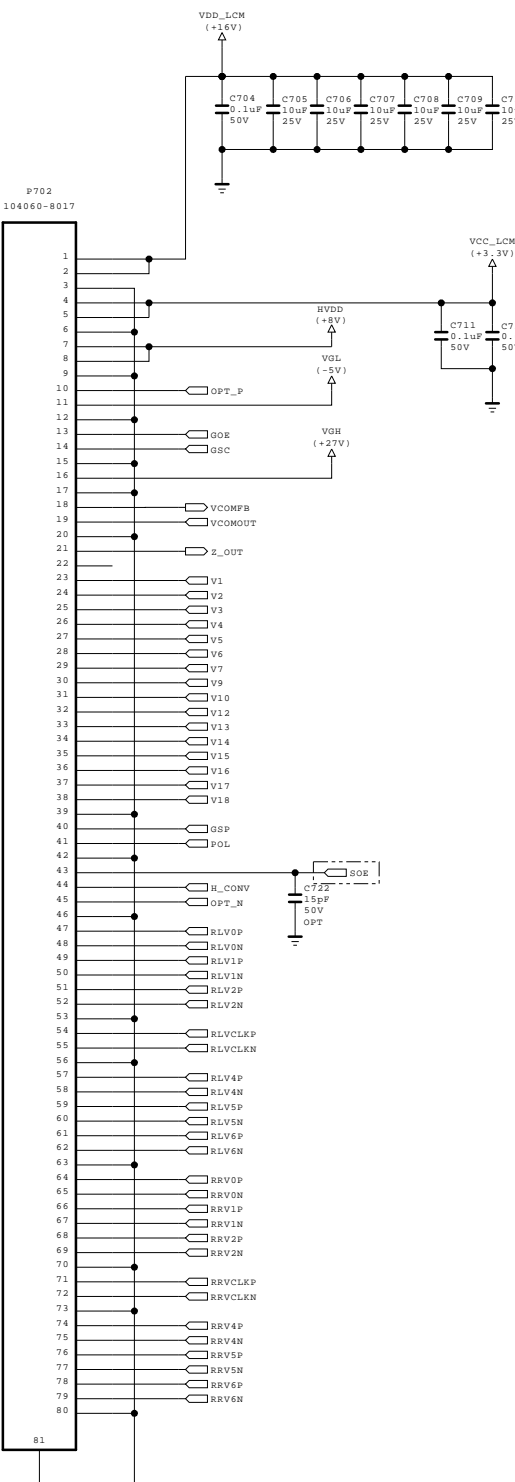 VDD_LCM
(+16V)
C704
0.1uF
50V
C705
10uF
25V
C706
10uF
25V
C707
10uF
25V
C708
10uF
25V
C709
10uF
25V
P702
104060-8017
VCC_LCM
(+3.3V)
C711
0.1uF
50V
HVDD
(+8V)
VGL
(-5V)
VGH
(+27V)
1
2
3
4
5
6
7
8
9
10 OPT_P
11
12
13 GOE
14 GSC
15
16
17
18 VCOMFB
19 VCOMOUT
20
21 Z_OUT
22
23 V1
24 V2
25 V3
26 V4
27 V5
28 V6
29 V7
30 V9
31 V10
32 V12
33 V13
34 V14
35 V15
36 V16
37 V17
38 V18
39
40 GSP
41 POL
42
43 SOE
44 H_CONV
C722
15pF
50V
OPT
45 OPT_N
46
47 RLV0P
48 RLV0N
49 RLV1P
50 RLV1N
51 RLV2P
52 RLV2N
53
54 RLVCLKP
55 RLVCLKN
56
57 RLV4P
58 RLV4N
59 RLV5P
60 RLV5N
61 RLV6P
62 RLV6N
63
64 RRV0P
65 RRV0N
66 RRV1P
67 RRV1N
68 RRV2P
69 RRV2N
70
71 RRVCLKP
72 RRVCLKN
73
74 RRV4P
75 RRV4N
76 RRV5P
77 RRV5N
78 RRV6P
79 RRV6N
80
81